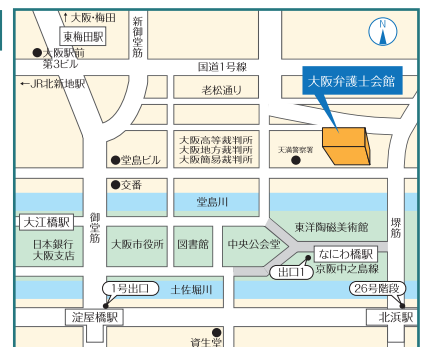 ↑大阪・梅田
東梅田駅
新御堂筋
N
大阪駅前
第3ビル
国道1号線
←JR北新地駅
老松通り
大阪弁護士会館
大阪高等裁判所
大阪地方裁判所
大阪簡易裁判所
天満警察署
堂島ビル
交番
堂島川
大江橋駅
御堂筋
東洋陶磁美術館
堺筋
日本銀行
大阪支店
大阪市役所
図書館
中央公会堂
なにわ橋駅
京阪中之島線
出口1
1号出口
土佐堀川
26号階段
淀屋橋駅
北浜駅
資生堂